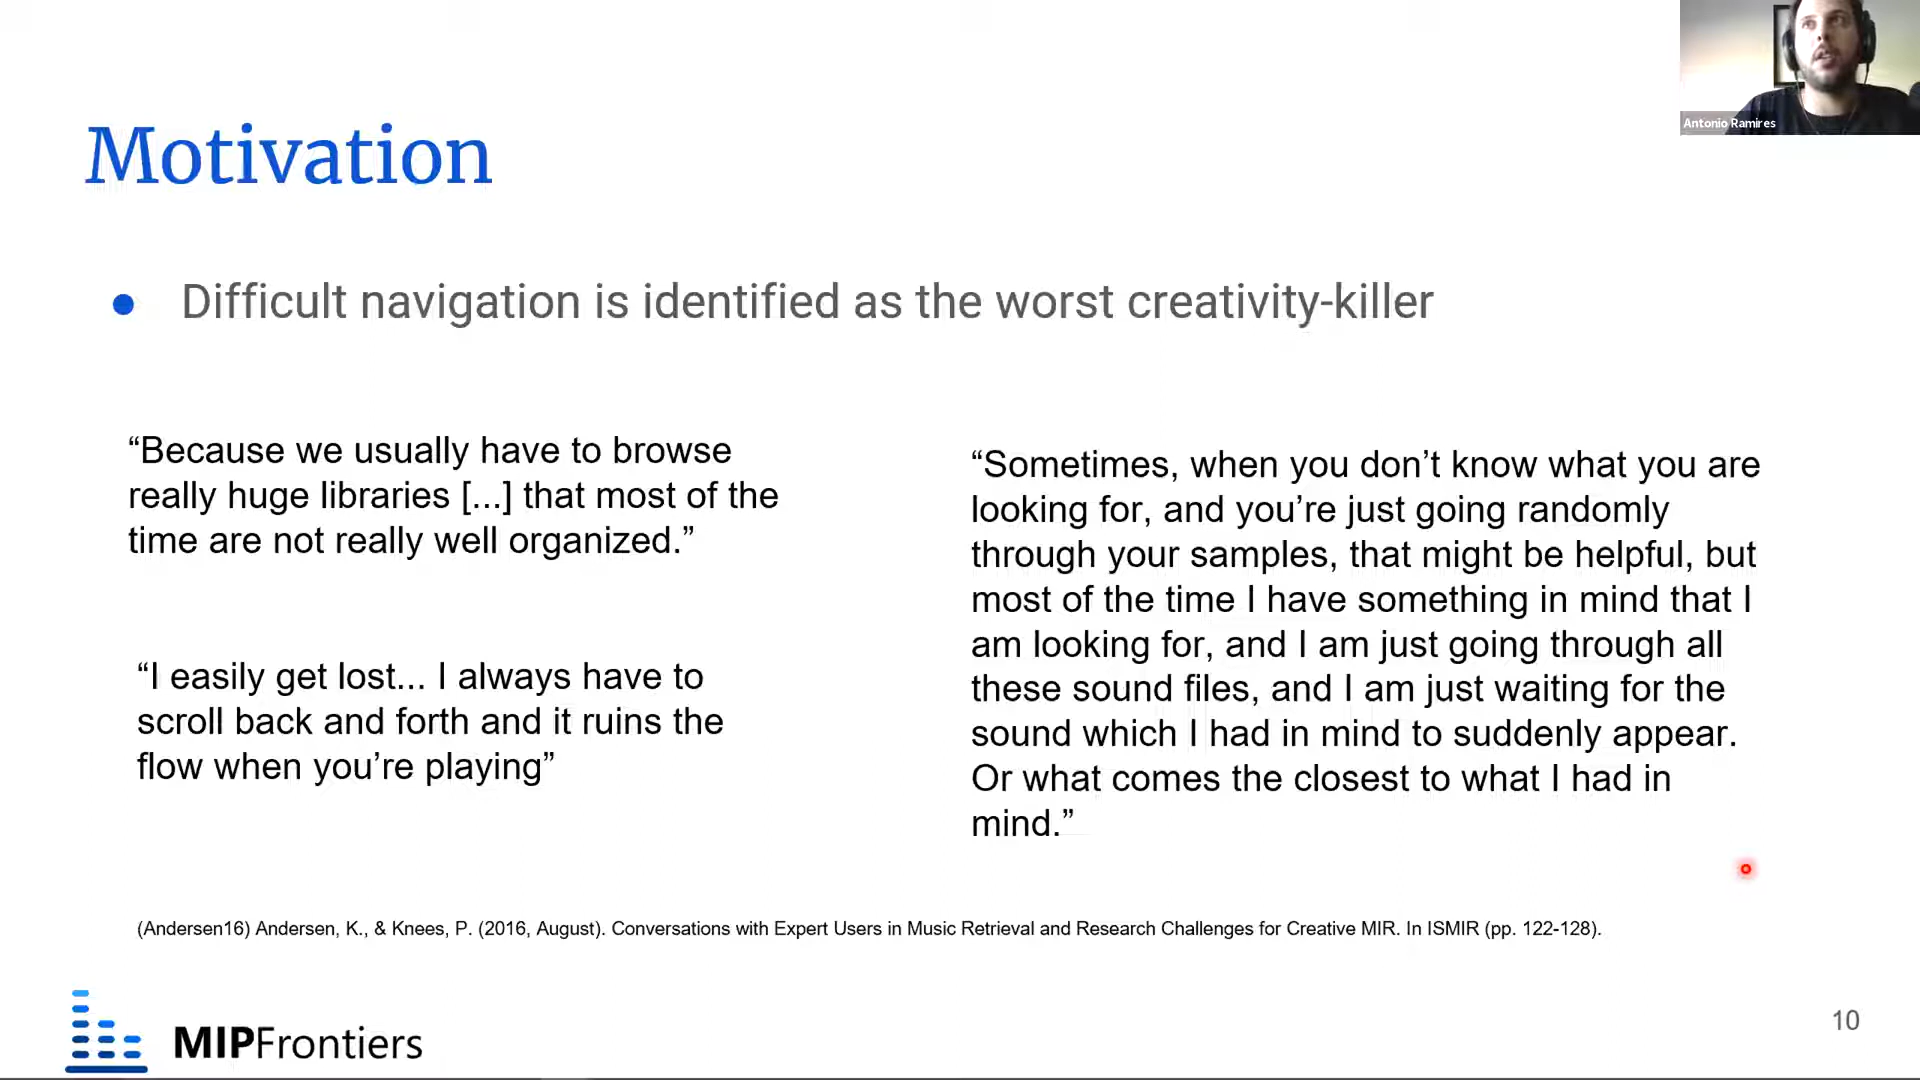 Antonio Ramires
Motivation
● Difficult navigation is identified as the worst creativity-killer
“Because we usually have to browse
really huge libraries [...] that most of the
time are not really well organized.”
“I easily get lost... I always have to
scroll back and forth and it ruins the
flow when you’re playing”
“Sometimes, when you don’t know what you are
looking for, and you’re just going randomly
through your samples, that might be helpful, but
most of the time I have something in mind that I
am looking for, and I am just going through all
these sound files, and I am just waiting for the
sound which I had in mind to suddenly appear.
Or what comes the closest to what I had in
mind.”
(Andersen16) Andersen, K., & Knees, P. (2016, August). Conversations with Expert Users in Music Retrieval and Research Challenges for Creative MIR. In ISMIR (pp. 122-128).
MIPFrontiers
10